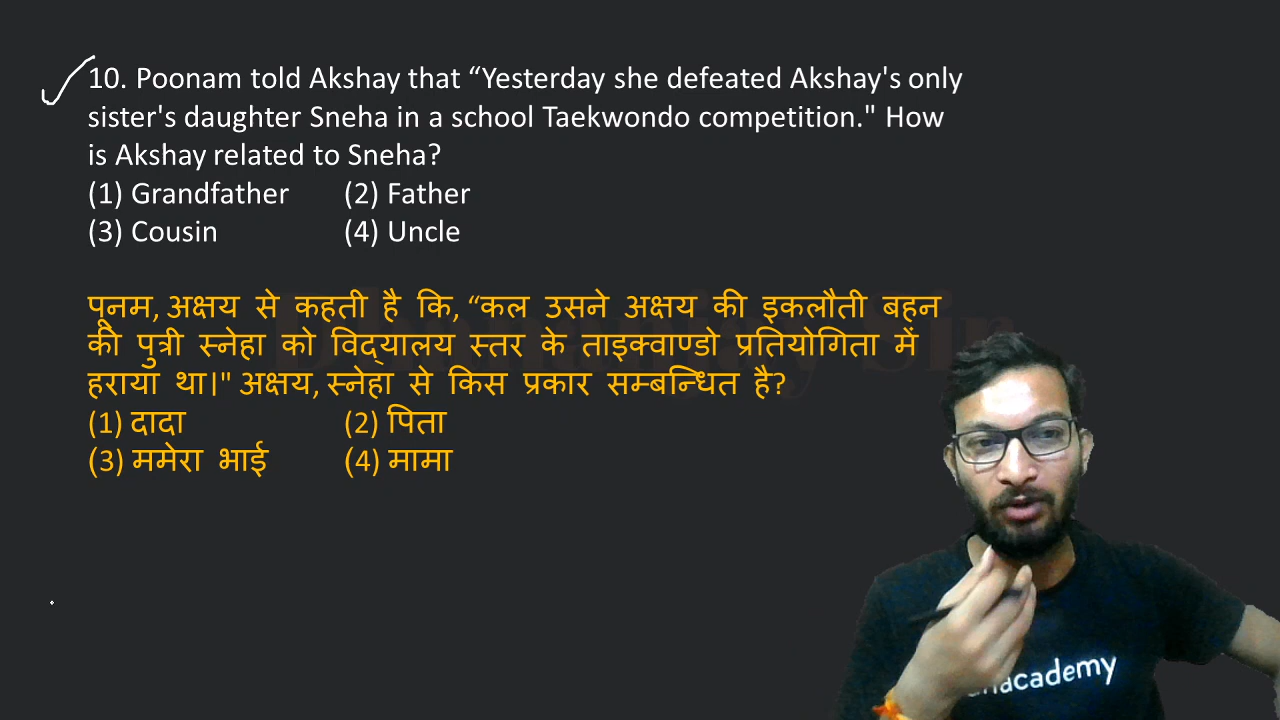 10. Poonam told Akshay that “Yesterday she defeated Akshay's only
sister's daughter Sneha in a school Taekwondo competition." How
is Akshay related to Sneha?
(1) Grandfather (2) Father
(3) Cousin (4) Uncle
पूनम, अक्षय से कहती है कि, “कल उसने अक्षय की इकलौती बहन
की पुत्री स्नेहा को विद्यालय स्तर के ताइक्वाण्डो प्रतियोगिता में
हराया था।" अक्षय, स्नेहा से किस प्रकार सम्बन्धित है?
(1) दादा (2) पिता
(3) ममेरा भाई (4) मामा